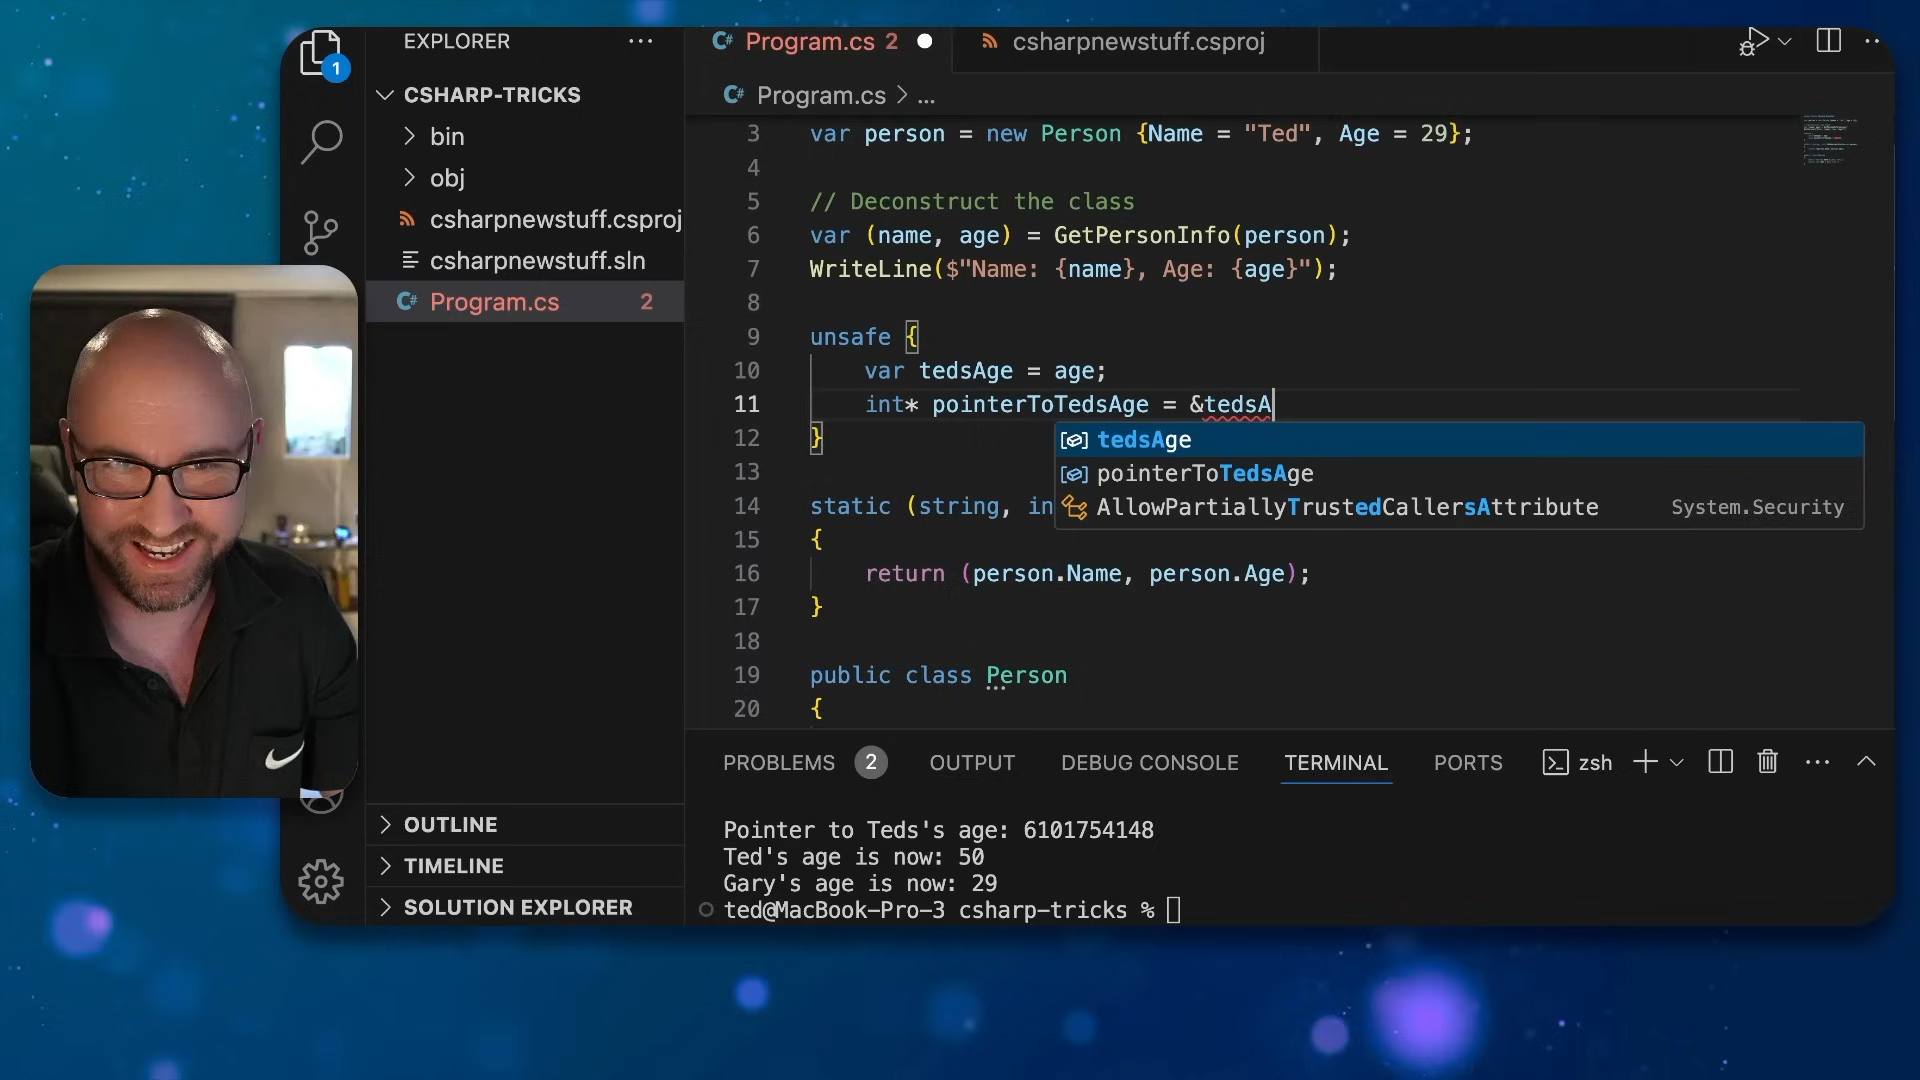 EXPLORER
1
CSHARP-TRICKS
bin
obj
csharpnewstuff.csproj
csharpnewstuff.sln
Program.cs 2
OUTLINE
TIMELINE
SOLUTION EXPLORER
Program.cs 2
csharpnewstuff.csproj
Program.cs > ...
3 var person = new Person {Name = "Ted", Age = 29};
4
5 // Deconstruct the class
6 var (name, age) = GetPersonInfo(person);
7 WriteLine($"Name: {name}, Age: {age}");
8
9 unsafe {
10 var tedsAge = age;
11 int* pointerToTedsAge = &tedsA
12 }
13
14 static (string, in
15 {
16 return (person.Name, person.Age);
17 }
18
19 public class Person
20 {
tedsAge
pointerToTedsAge
AllowPartiallyTrustedCallersAttribute System.Security
PROBLEMS 2 OUTPUT DEBUG CONSOLE TERMINAL PORTS zsh
Pointer to Teds's age: 6101754148
Ted's age is now: 50
Gary's age is now: 29
ted@MacBook-Pro-3 csharp-tricks %